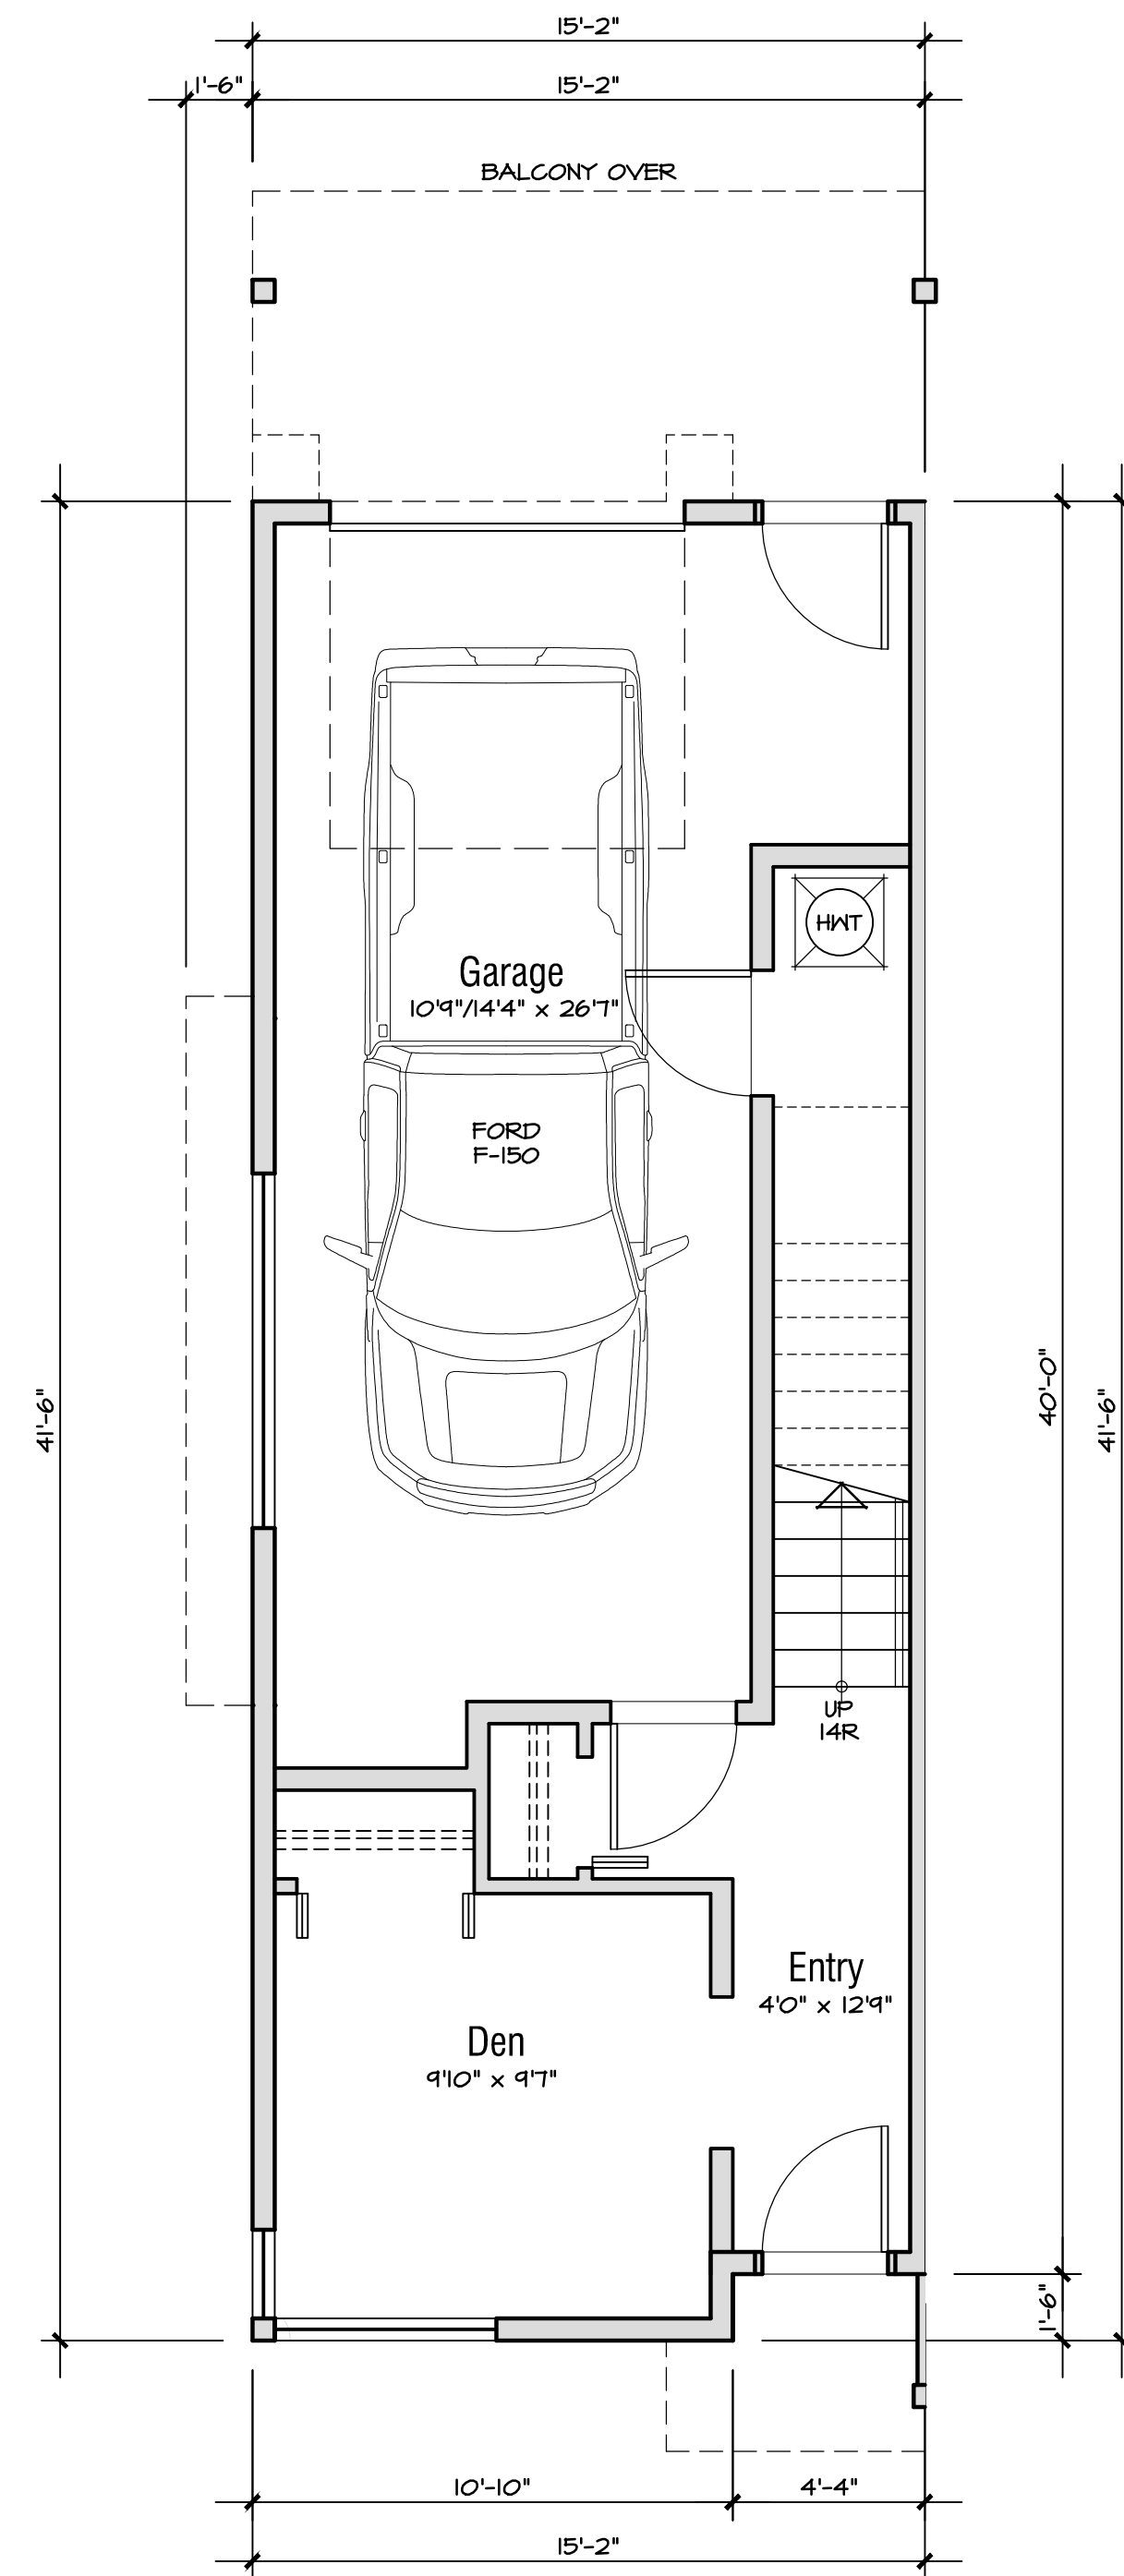 15'-2"
1'-6"
15'-2"
BALCONY OVER
HWT
Garage
10'9"/14'4" x 26'7"
FORD
F-150
41'-6"
40'-0"
41'-6"
UP
14R
Entry
4'0" x 12'9"
Den
9'10" x 9'7"
1'-6"
10'-10"
4'-4"
15'-2"